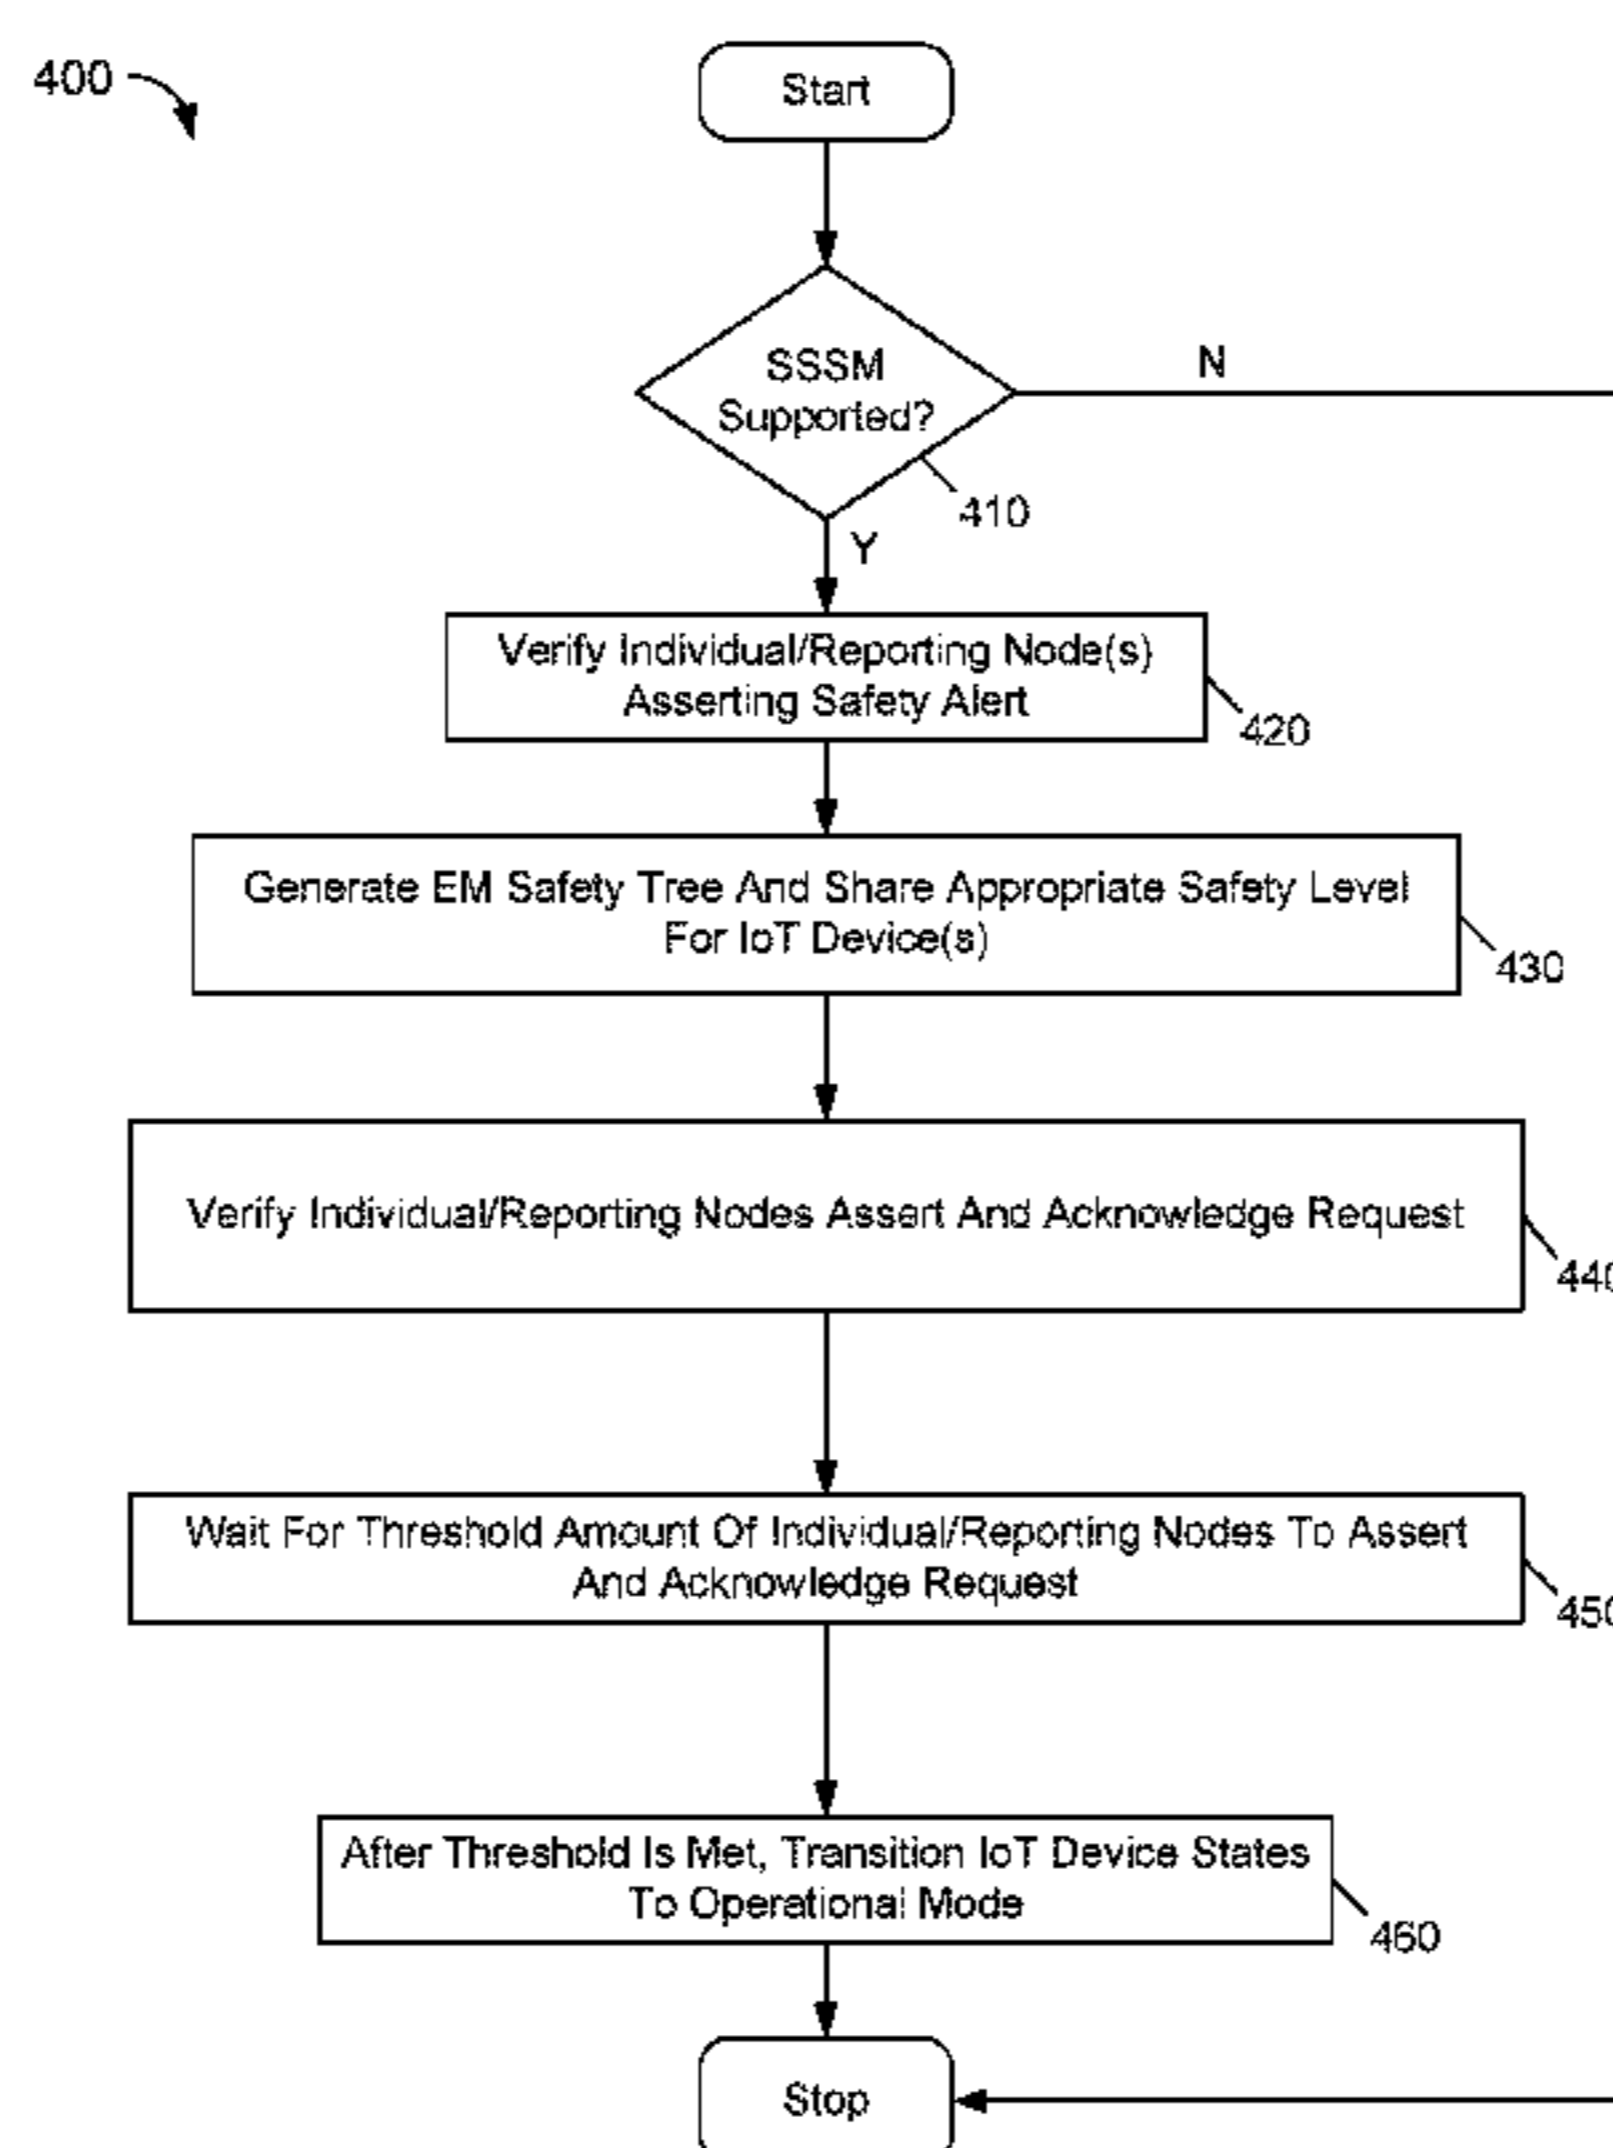 400
Start
SSSM
Supported?
N
410
Y
Verify Individual/Reporting Node(s)
Asserting Safety Alert
420
Generate EM Safety Tree And Share Appropriate Safety Level
For IoT Device(s)
430
Verify Individual/Reporting Nodes Assert And Acknowledge Request
440
Wait For Threshold Amount Of Individual/Reporting Nodes To Assert
And Acknowledge Request
450
After Threshold Is Met, Transition IoT Device States
To Operational Mode
460
Stop